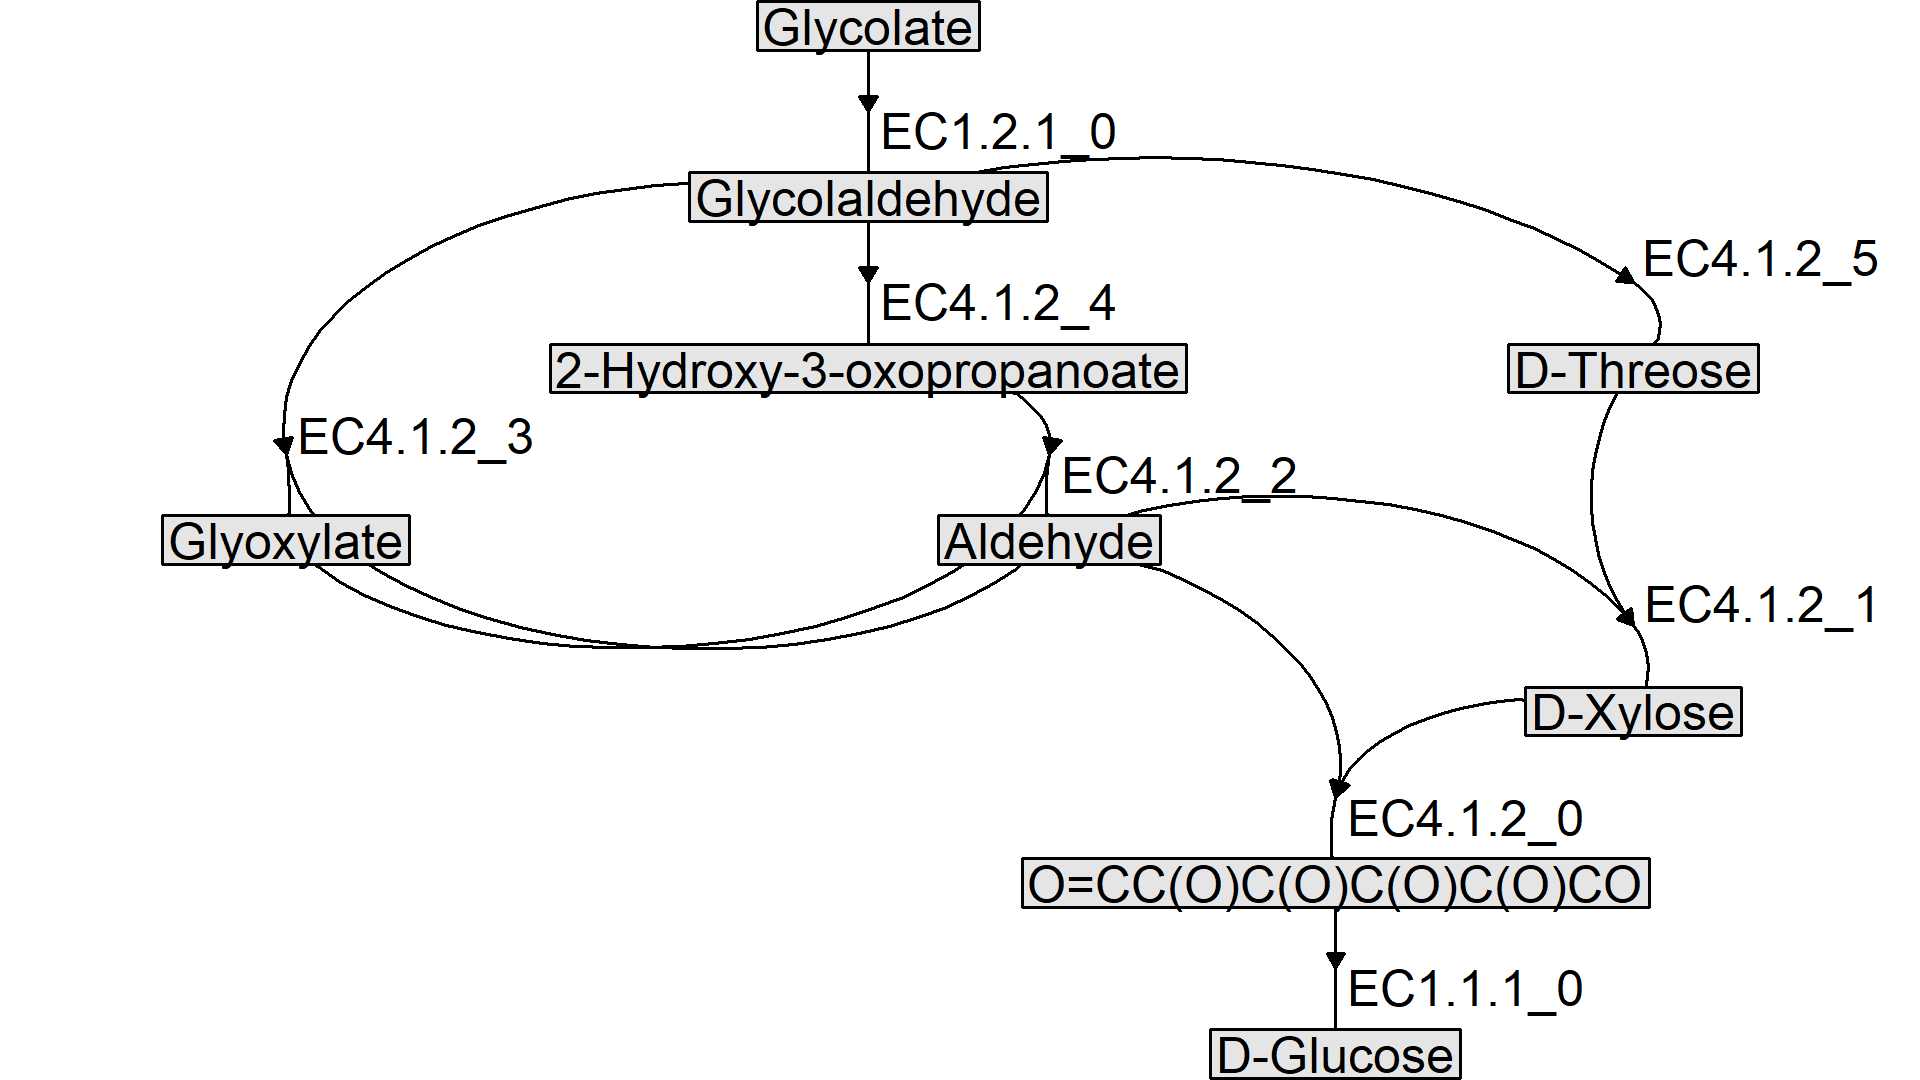 Glycolate
EC1.2.1_0
Glycolaldehyde
EC4.1.2_5
EC4.1.2_4
2-Hydroxy-3-oxopropanoate
D-Threose
EC4.1.2_3
EC4.1.2_2
Glyoxylate
Aldehyde
EC4.1.2_1
D-Xylose
EC4.1.2_0
O=CC(O)C(O)C(O)C(O)CO
EC1.1.1_0
D-Glucose